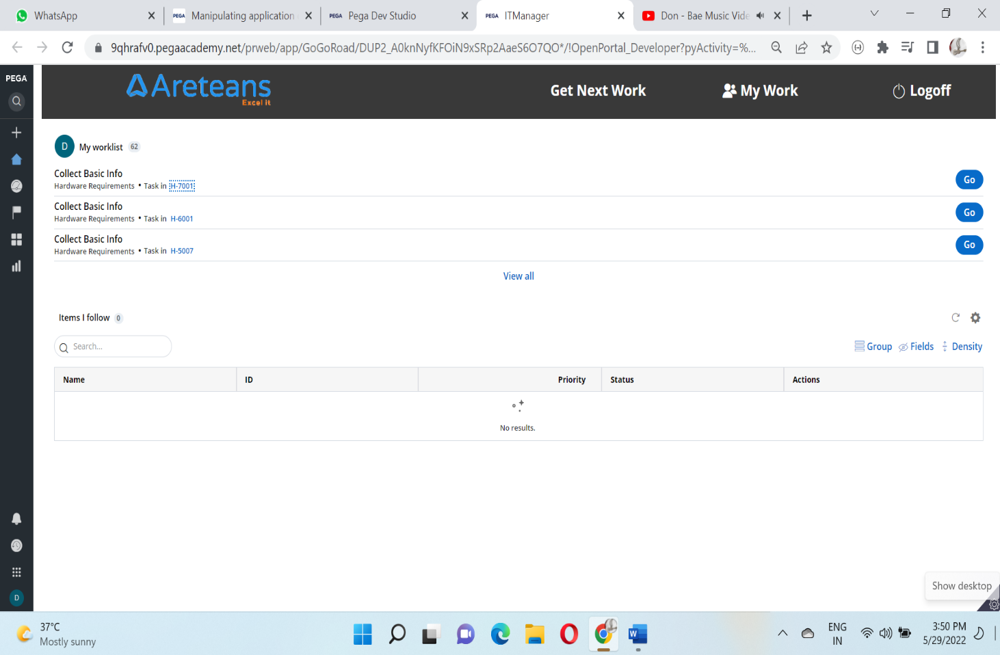 WhatsApp
PEGA Manipulating application
PEGA Pega Dev Studio
PEGA ITManager
Don - Bae Music Vide
9qhrafv0.pegaacademy.net/prweb/app/GoGoRoad/DUP2_A0knNyfKFOiN9xSRp2AaeS6O7QO*/!OpenPortal_Developer?pyActivity=%...
PEGA
Areteans
Excel it
Get Next Work
My Work
Logoff
D My worklist 62
Collect Basic Info
Hardware Requirements • Task in H-7001
Go
Collect Basic Info
Hardware Requirements • Task in H-6001
Go
Collect Basic Info
Hardware Requirements • Task in H-5007
Go
View all
Items I follow 0
Search...
Group Fields Density
Name ID Priority Status Actions
No results.
D
Show desktop
37°C
Mostly sunny
W
ENG
IN
3:50 PM
5/29/2022